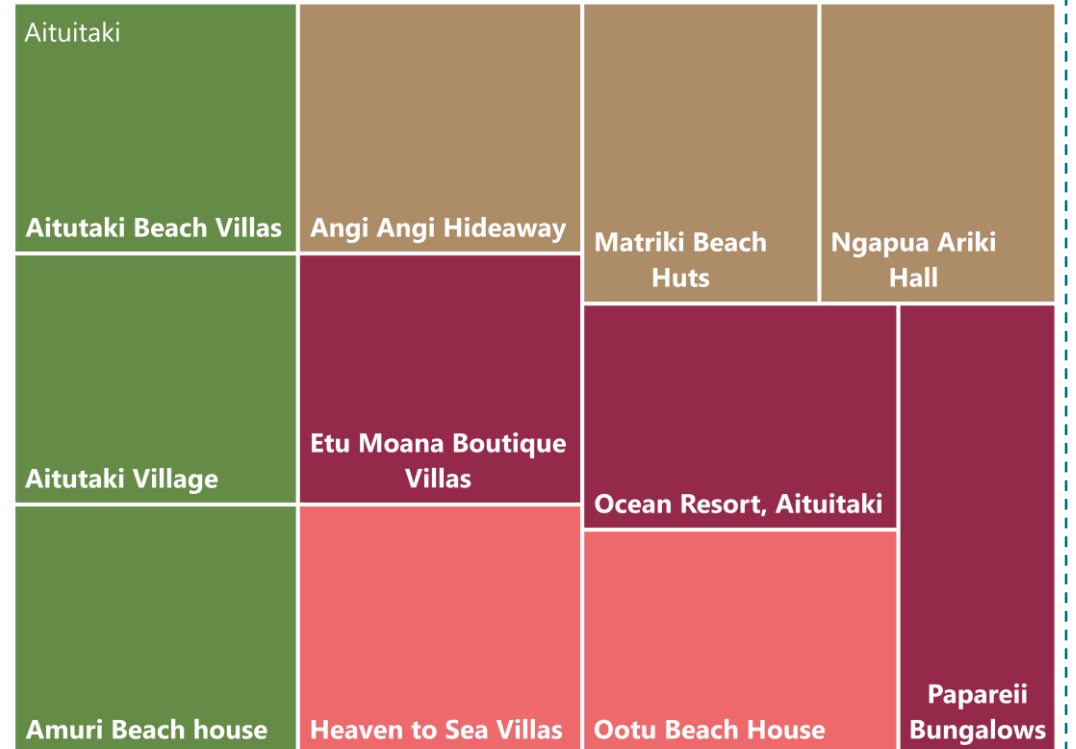 Aituitaki
Aitutaki Beach Villas
Angi Angi Hideaway
Matriki Beach
Huts
Ngapua Ariki
Hall
Aitutaki Village
Etu Moana Boutique
Villas
Ocean Resort, Aituitaki
Amuri Beach house
Heaven to Sea Villas
Ootu Beach House
Papareii
Bungalows